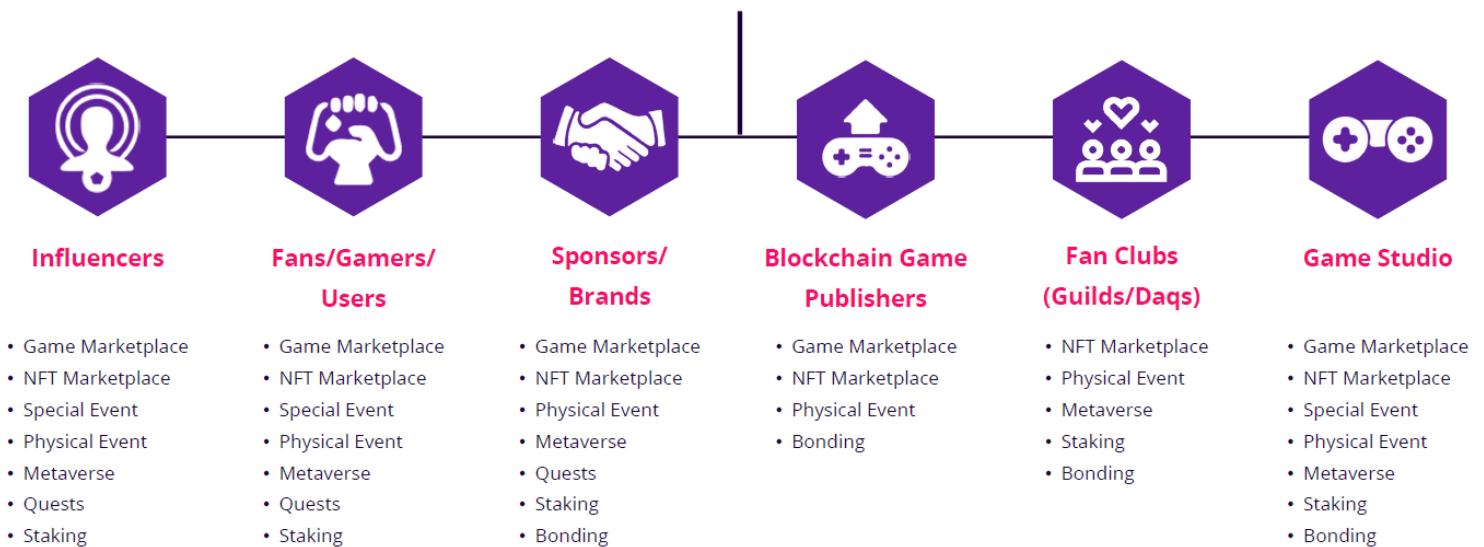 Influencers
• Game Marketplace
• NFT Marketplace
• Special Event
• Physical Event
• Metaverse
• Quests
• Staking
Fans/Gamers/
Users
• Game Marketplace
• NFT Marketplace
• Special Event
• Physical Event
• Metaverse
• Quests
• Staking
Sponsors/
Brands
• Game Marketplace
• NFT Marketplace
• Physical Event
• Metaverse
• Quests
• Staking
• Bonding
Blockchain Game
Publishers
• Game Marketplace
• NFT Marketplace
• Physical Event
• Bonding
Fan Clubs
(Guilds/Daqs)
• NFT Marketplace
• Physical Event
• Metaverse
• Staking
• Bonding
Game Studio
• Game Marketplace
• NFT Marketplace
• Special Event
• Physical Event
• Metaverse
• Staking
• Bonding